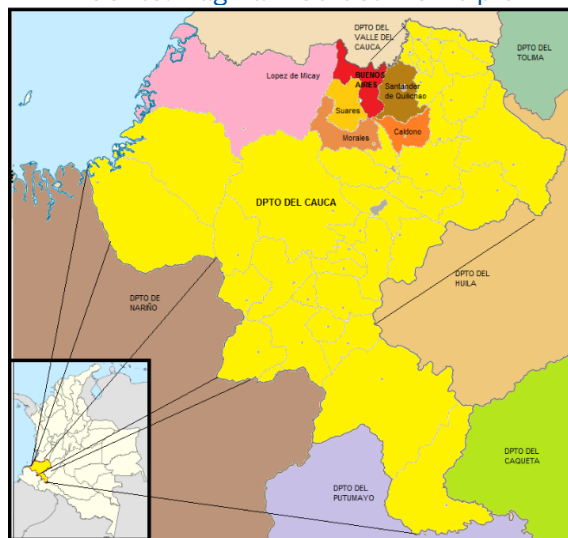 DPTO DEL
VALLE DEL
CAUCA
DPTO DEL
TOLMA
Lopez de Micay
BUENOS
AIRES
Santander
de Quilichao
Suares
Morales
Caldono
DPTO DEL CAUCA
DPTO DEL
HUILA
DPTO DE
NARIÑO
DPTO DEL
CAQUETA
DPTO DEL
PUTUMAYO